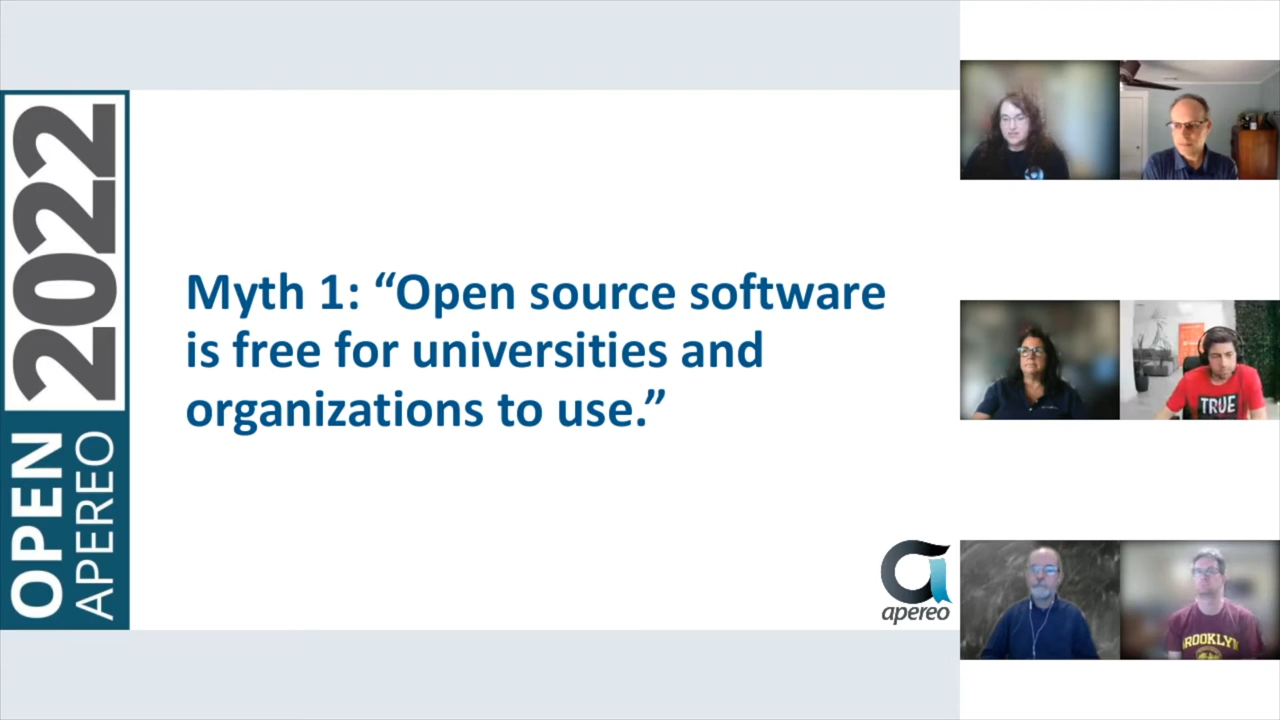 OPEN 2022
APEREO
Myth 1: “Open source software
is free for universities and
organizations to use.”
apereo
TRUE
BROOKLYN